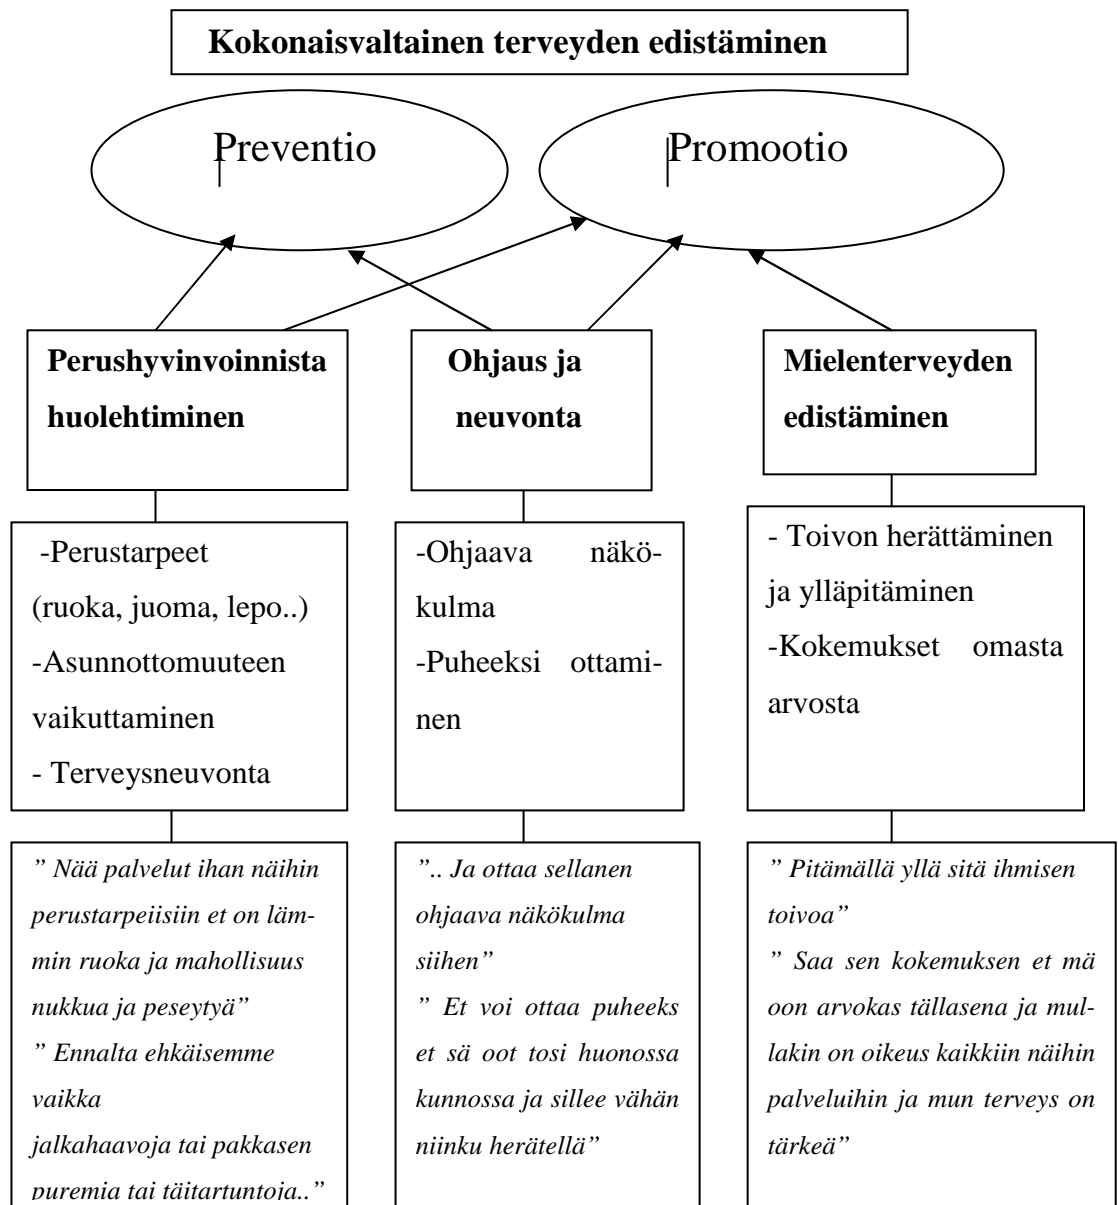 Kokonaisvaltainen terveyden edistäminen
Preventio
Promootio
Perushyvinvoinnista
huolehtiminen
Ohjaus ja
neuvonta
Mielenterveyden
edistäminen
-Perustarpeet
(ruoka, juoma, lepo..)
-Asunnottomuuteen
vaikuttaminen
- Terveysneuvonta
-Ohjaava näkö-
kulma
-Puheeksi ottami-
nen
- Toivon herättäminen
ja ylläpitäminen
-Kokemukset omasta
arvosta
” Nää palvelut ihan näihin
perustarpeiisiin et on läm-
min ruoka ja mahollisuus
nukkua ja peseytyä”
” Ennalta ehkäisemme
vaikka
jalkahaavoja tai pakkasen
puremia tai täitartuntoja..”
”.. Ja ottaa sellanen
ohjaava näkökulma
siihen”
” Et voi ottaa puheeks
et sä oot tosi huonossa
kunnossa ja sillee vähän
niinku herätellä”
” Pitämällä yllä sitä ihmisen
toivoa”
” Saa sen kokemuksen et mä
oon arvokas tällasena ja mul-
lakin on oikeus kaikkiin näihin
palveluihin ja mun terveys on
tärkeä”